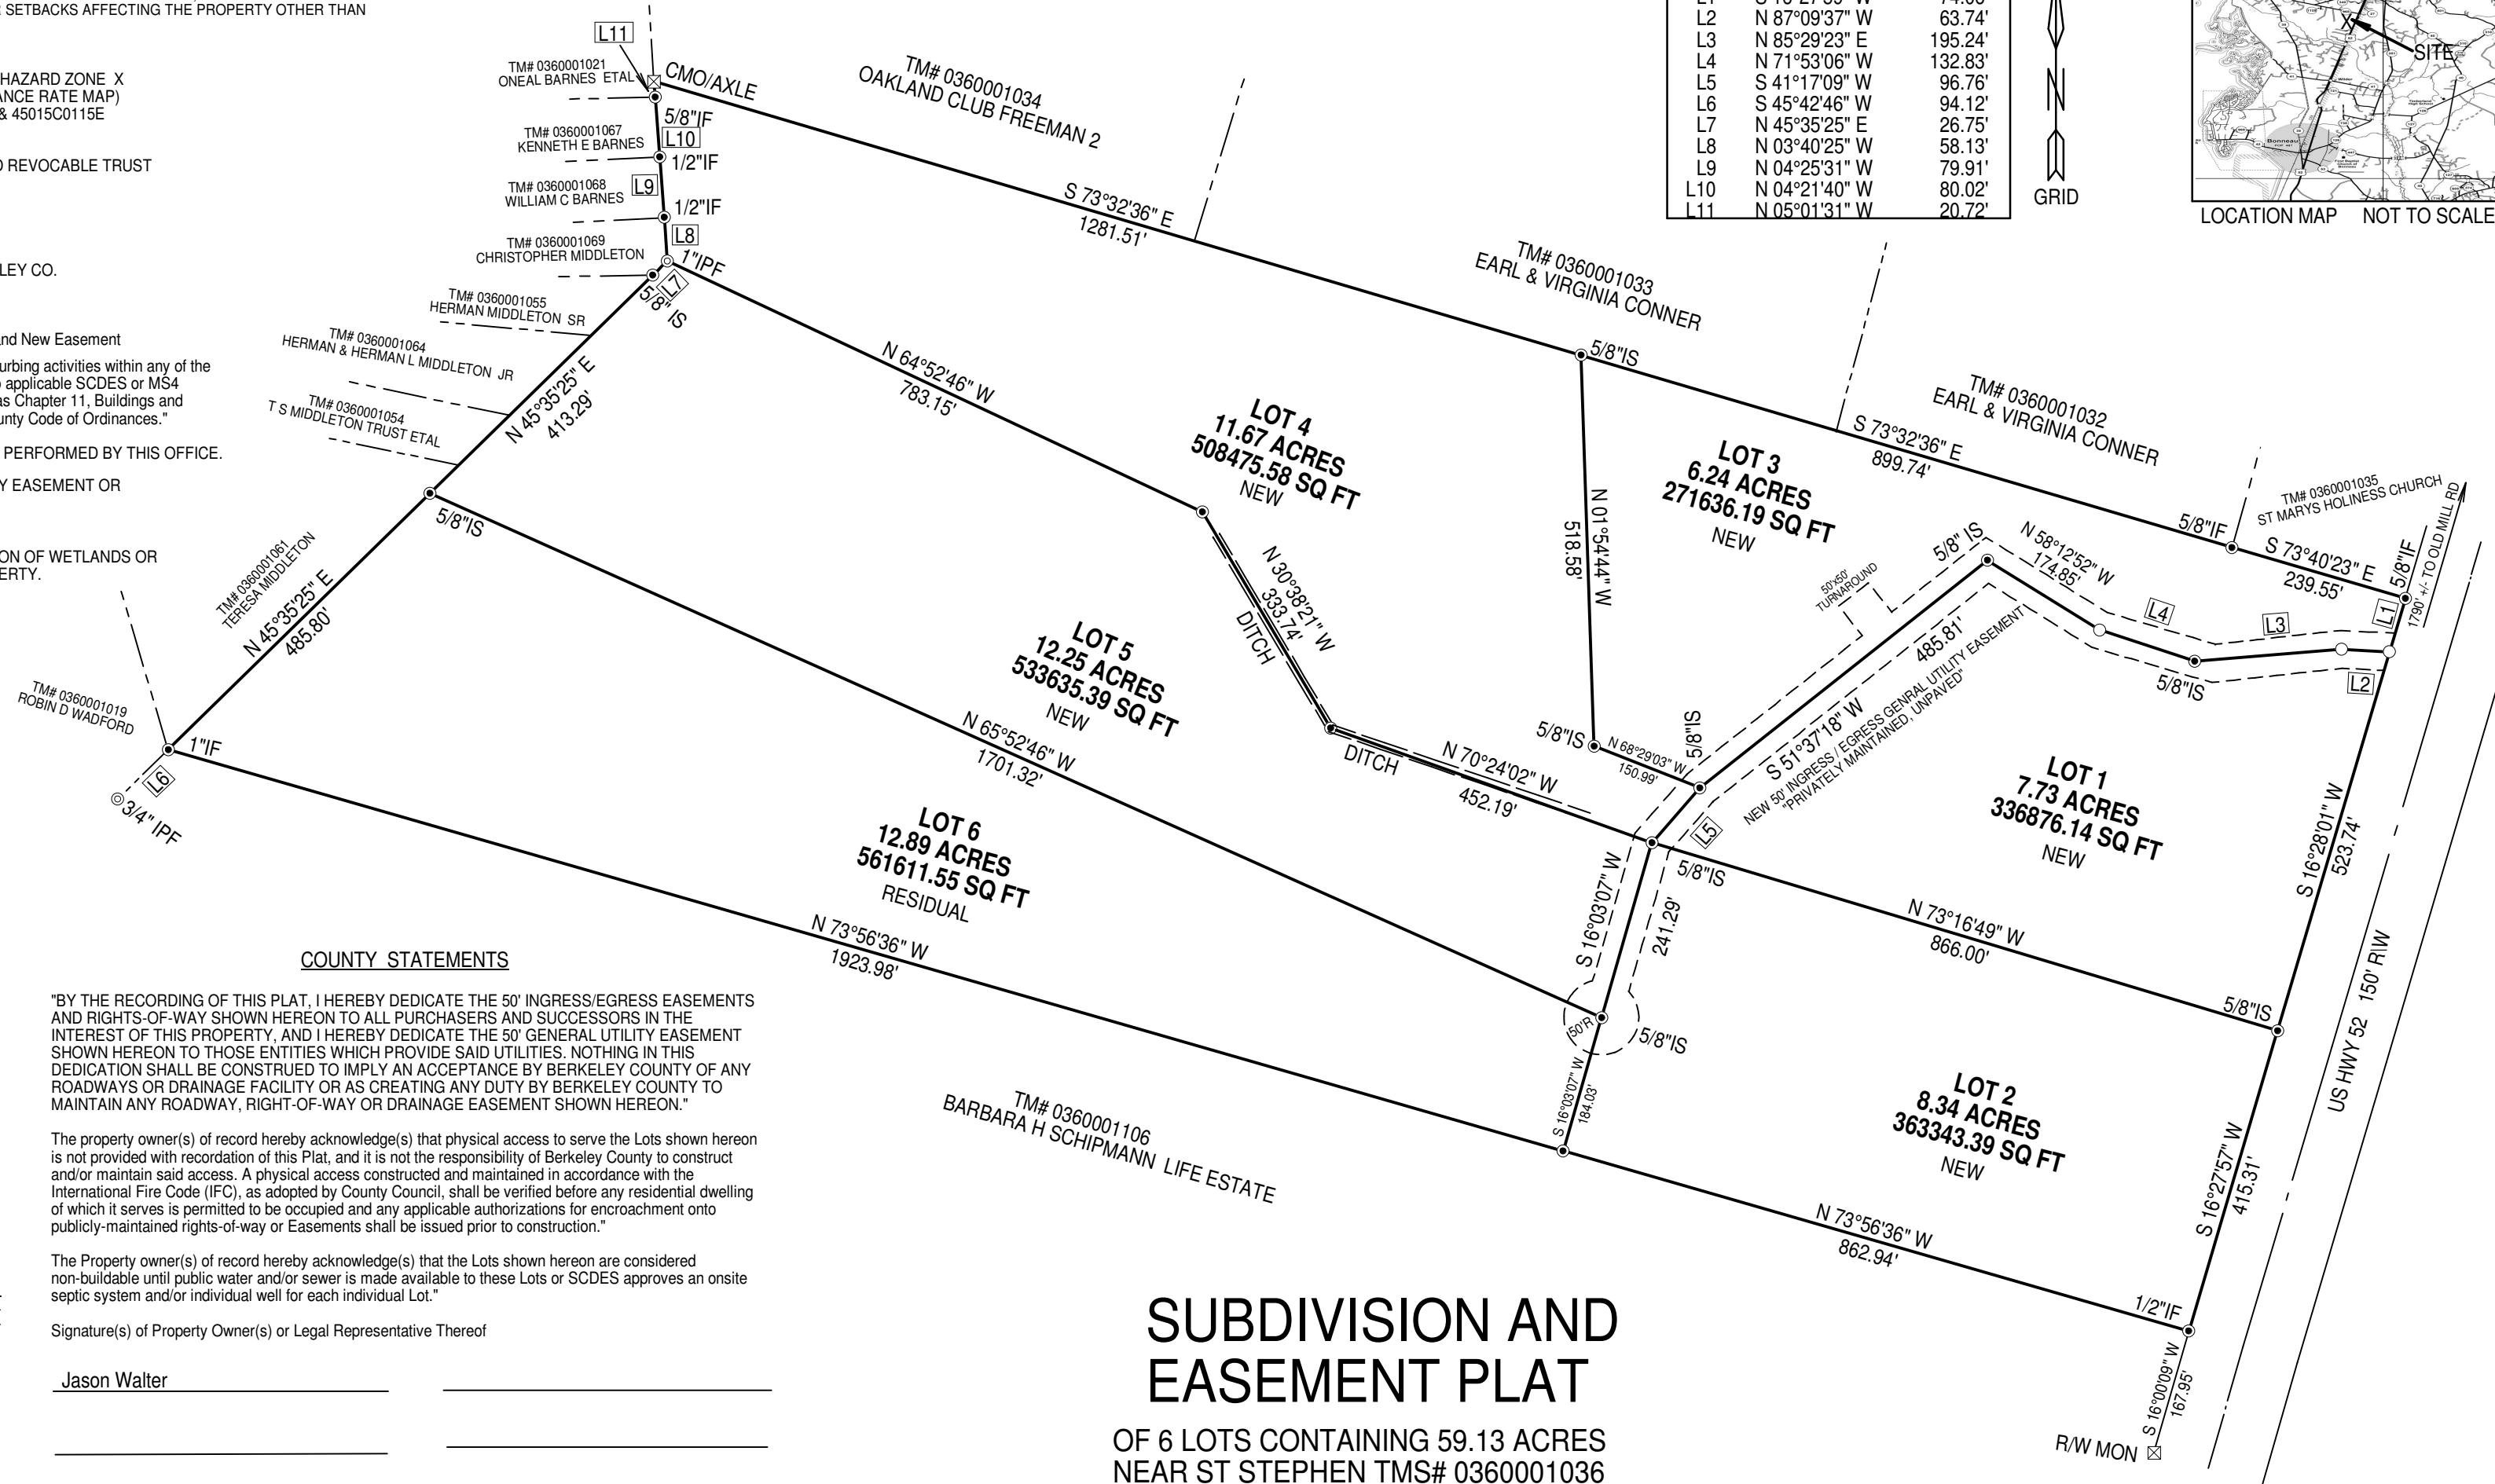 SETBACKS AFFECTING THE PROPERTY OTHER THAN
HAZARD ZONE X
ANCE RATE MAP)
& 45015C0115E
REVOCABLE TRUST
LEY CO.
and New Easement
urbing activities within any of the
applicable SCDES or MS4
as Chapter 11, Buildings and
unty Code of Ordinances."
PERFORMED BY THIS OFFICE.
Y EASEMENT OR
ON OF WETLANDS OR
ERTY.
L2 N 87°09'37" W 63.74'
L3 N 85°29'23" E 195.24'
L4 N 71°53'06" W 132.83'
L5 S 41°17'09" W 96.76'
L6 S 45°42'46" W 94.12'
L7 N 45°35'25" E 26.75'
L8 N 03°40'25" W 58.13'
L9 N 04°25'31" W 79.91'
L10 N 04°21'40" W 80.02'
L11 N 05°01'31" W 20.72'
N
GRID
X
SITE
Bonneau
LOCATION MAP NOT TO SCALE
L11
TM# 0360001021
ONEAL BARNES ETAL
CMO/AXLE
5/8"IF
L10
TM# 0360001067
KENNETH E BARNES
1/2"IF
TM# 0360001068
WILLIAM C BARNES
L9
1/2"IF
L8
TM# 0360001069
CHRISTOPHER MIDDLETON
1"IPF
L7
5/8" IS
TM# 0360001055
HERMAN MIDDLETON SR
TM# 0360001064
HERMAN & HERMAN L MIDDLETON JR
TM# 0360001054
T S MIDDLETON TRUST ETAL
N 45°35'25" E
413.29'
5/8"IS
TM# 0360001061
TERESA MIDDLETON
N 45°35'25" E
485.80'
TM# 0360001019
ROBIN D WADFORD
1"IF
L6
3/4" IPF
TM# 0360001034
OAKLAND CLUB FREEMAN 2
S 73°32'36" E
1281.51'
TM# 0360001033
EARL & VIRGINIA CONNER
5/8"IS
TM# 0360001032
EARL & VIRGINIA CONNER
S 73°32'36" E
899.74'
TM# 0360001035
ST MARYS HOLINESS CHURCH
5/8"IF
S 73°40'23" E
239.55'
5/8"IF
1790' +/- TO OLD MILL RD
L1
N 64°52'46" W
783.15'
LOT 4
11.67 ACRES
508475.58 SQ FT
NEW
LOT 3
6.24 ACRES
271636.19 SQ FT
NEW
N 01°54'44" W
518.58'
5/8" IS
N 58°12'52" W
174.85'
L4
L3
L2
5/8"IS
50'x50'
TURNAROUND
485.81'
S 51°37'18" W
NEW 50' INGRESS / EGRESS GENRAL UTILITY EASEMENT
"PRIVATELY MAINTAINED, UNPAVED"
N 30°38'21" W
333.74'
DITCH
5/8"IS
N 68°29'03" W
150.99'
5/8"IS
L5
DITCH
N 70°24'02" W
452.19'
5/8"IS
LOT 5
12.25 ACRES
533635.39 SQ FT
NEW
N 65°52'46" W
1701.32'
LOT 6
12.89 ACRES
561611.55 SQ FT
RESIDUAL
N 73°56'36" W
1923.98'
LOT 1
7.73 ACRES
336876.14 SQ FT
NEW
S 16°28'01" W
523.74'
N 73°16'49" W
866.00'
5/8"IS
S 16°03'07" W
241.29'
50'R
5/8"IS
S 16°03'07" W
184.03'
LOT 2
8.34 ACRES
363343.39 SQ FT
NEW
US HWY 52 150' R\W
S 16°27'57" W
415.31'
N 73°56'36" W
862.94'
1/2"IF
S 16°00'09" W
167.95'
R/W MON
TM# 0360001106
BARBARA H SCHIPMANN LIFE ESTATE
COUNTY STATEMENTS
"BY THE RECORDING OF THIS PLAT, I HEREBY DEDICATE THE 50' INGRESS/EGRESS EASEMENTS
AND RIGHTS-OF-WAY SHOWN HEREON TO ALL PURCHASERS AND SUCCESSORS IN THE
INTEREST OF THIS PROPERTY, AND I HEREBY DEDICATE THE 50' GENERAL UTILITY EASEMENT
SHOWN HEREON TO THOSE ENTITIES WHICH PROVIDE SAID UTILITIES. NOTHING IN THIS
DEDICATION SHALL BE CONSTRUED TO IMPLY AN ACCEPTANCE BY BERKELEY COUNTY OF ANY
ROADWAYS OR DRAINAGE FACILITY OR AS CREATING ANY DUTY BY BERKELEY COUNTY TO
MAINTAIN ANY ROADWAY, RIGHT-OF-WAY OR DRAINAGE EASEMENT SHOWN HEREON."
The property owner(s) of record hereby acknowledge(s) that physical access to serve the Lots shown hereon
is not provided with recordation of this Plat, and it is not the responsibility of Berkeley County to construct
and/or maintain said access. A physical access constructed and maintained in accordance with the
International Fire Code (IFC), as adopted by County Council, shall be verified before any residential dwelling
of which it serves is permitted to be occupied and any applicable authorizations for encroachment onto
publicly-maintained rights-of-way or Easements shall be issued prior to construction."
The Property owner(s) of record hereby acknowledge(s) that the Lots shown hereon are considered
non-buildable until public water and/or sewer is made available to these Lots or SCDES approves an onsite
septic system and/or individual well for each individual Lot."
Signature(s) of Property Owner(s) or Legal Representative Thereof
Jason Walter
SUBDIVISION AND
EASEMENT PLAT
OF 6 LOTS CONTAINING 59.13 ACRES
NEAR ST STEPHEN TMS# 0360001036